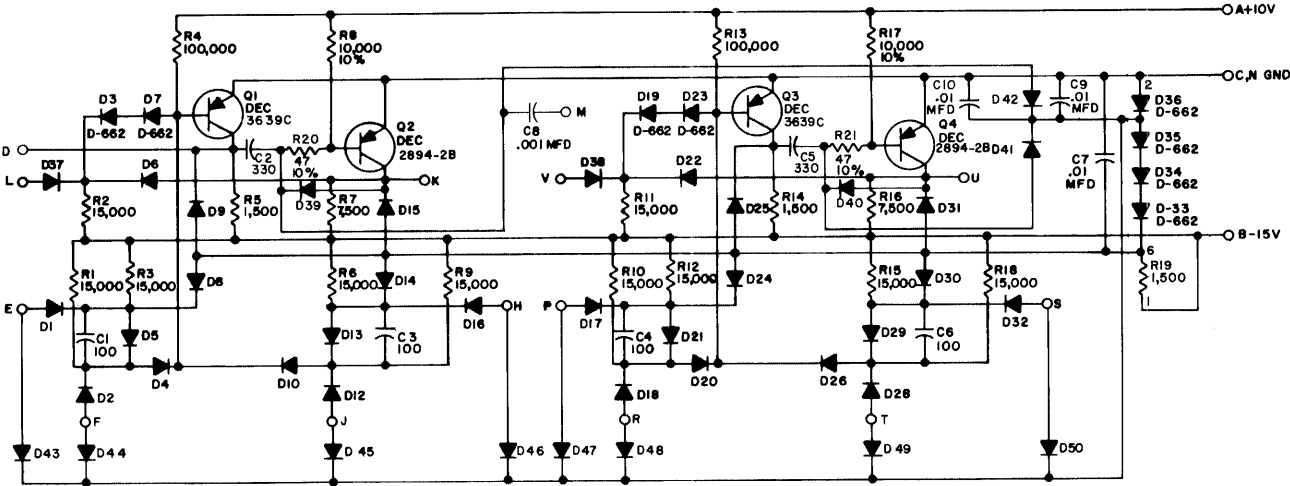 A+10V
R4
100,000
R8
10,000
10%
R13
100,000
R17
10,000
10%
C,N GND
D3
D7
D-662
D-662
Q1
DEC
3639C
Q2
DEC
2894-2B
C8
.001MFD
M
D19
D23
D-662
D-662
Q3
DEC
3639C
Q4
DEC
2894-2B
C10
.01
MFD
D42
C9
.01
MFD
2
D36
D-662
D35
D-662
D34
D-662
D-33
D-662
D41
C7
.01
MFD
D
L
D37
D6
C2
330
R20
47
10%
K
V
D38
D22
C5
330
R21
47
10%
U
R2
15,000
D9
R5
1,500
D39
R7
7,500
D15
R11
15,000
D25
R14
1,500
D40
R16
7,500
D31
B-15V
R1
15,000
R3
15,000
D8
R6
15,000
D14
R9
15,000
R10
15,000
R12
15,000
D24
R15
15,000
D30
R18
15,000
6
R19
1,500
1
E
D1
C1
100
D5
D13
C3
100
D16
H
P
D17
C4
100
D21
D29
C6
100
D32
S
D4
D10
D20
D26
D2
D12
D18
D28
F
J
R
T
D43
D44
D45
D46
D47
D48
D49
D50